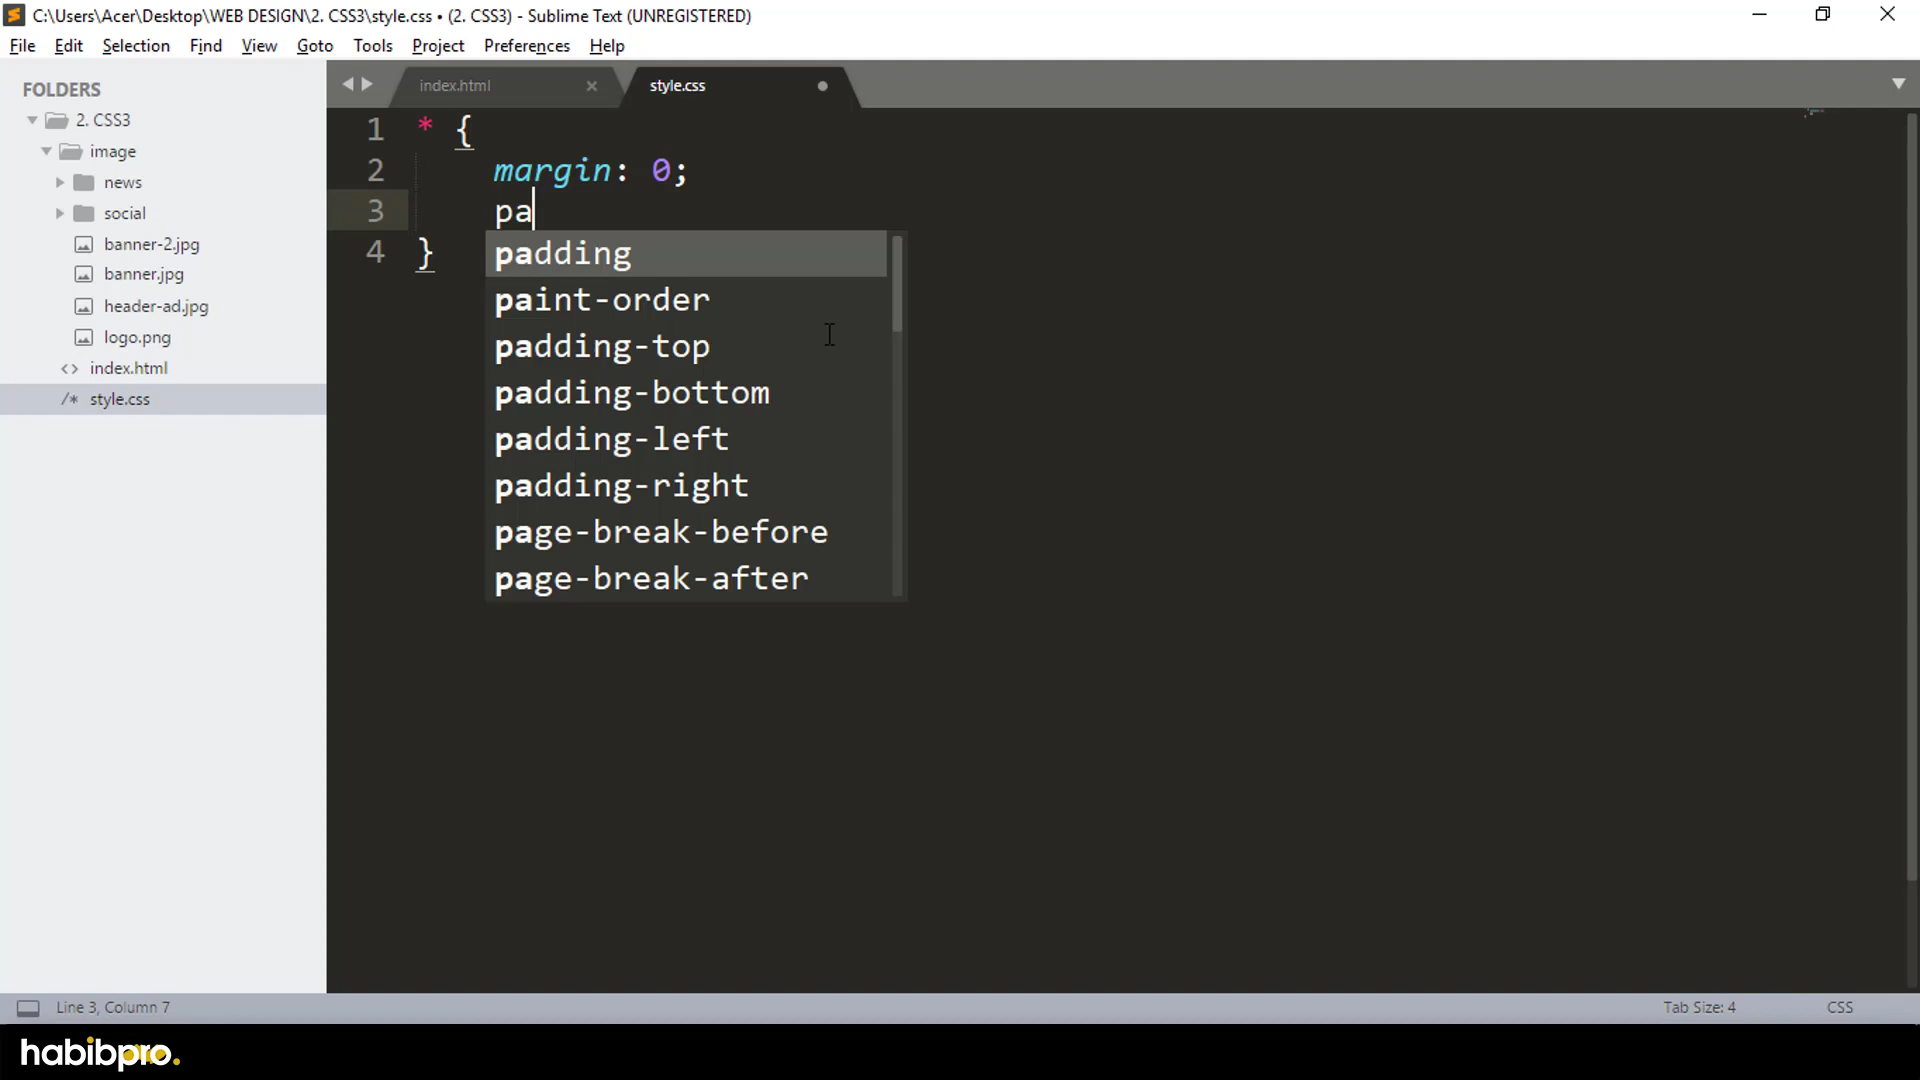 C:\Users\Acer\Desktop\WEB DESIGN\2. CSS3\style.css • (2. CSS3) - Sublime Text (UNREGISTERED)
File Edit Selection Find View Goto Tools Project Preferences Help
FOLDERS
2. CSS3
image
news
social
banner-2.jpg
banner.jpg
header-ad.jpg
logo.png
<> index.html
/* style.css
index.html
style.css
1 * {
2 margin: 0;
3 pa
4 }
padding
paint-order
padding-top
padding-bottom
padding-left
padding-right
page-break-before
page-break-after
Line 3, Column 7
Tab Size: 4
CSS
habibpro.